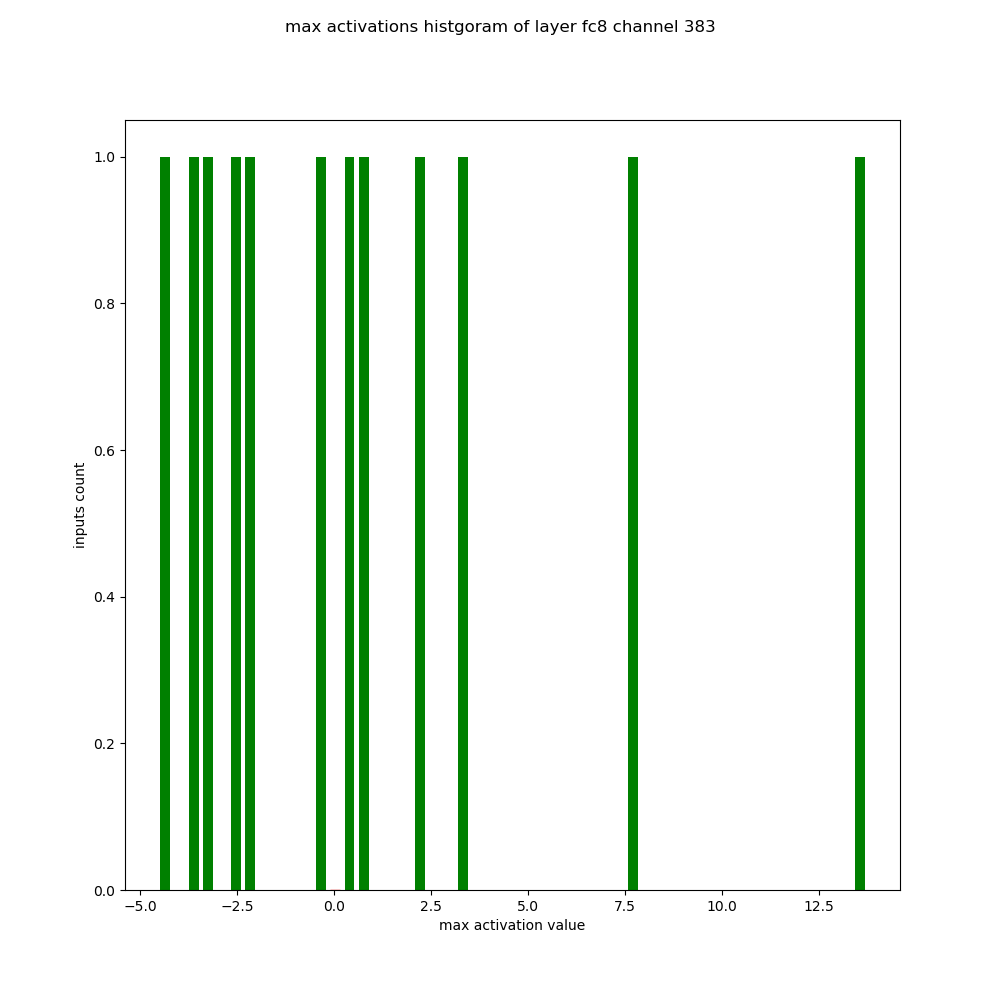 max activations histgoram of layer fc8 channel 383
1.0
0.8
0.6
0.4
0.2
0.0
inputs count
−5.0 −2.5 0.0 2.5 5.0 7.5 10.0 12.5
max activation value